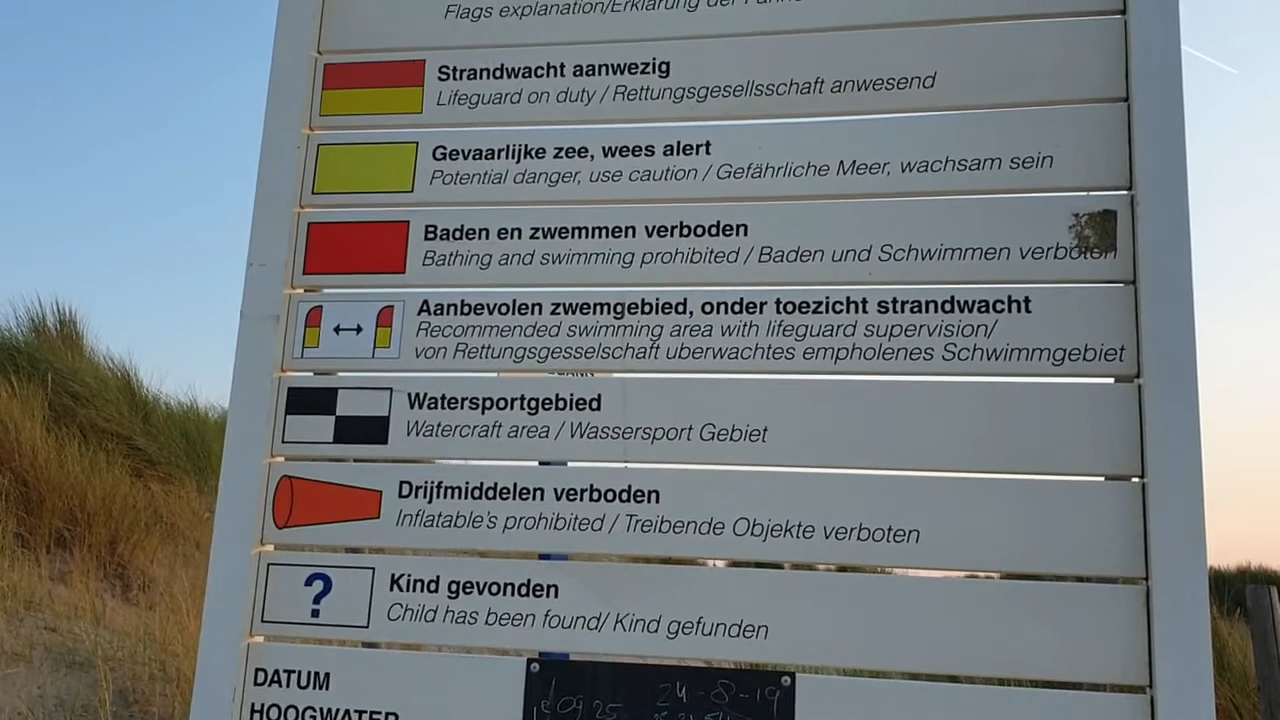 Flags explanation/Erklärung der
Strandwacht aanwezig
Lifeguard on duty / Rettungsgesellsschaft anwesend
Gevaarlijke zee, wees alert
Potential danger, use caution / Gefährliche Meer, wachsam sein
Baden en zwemmen verboden
Bathing and swimming prohibited / Baden und Schwimmen verboten
Aanbevolen zwemgebied, onder toezicht strandwacht
Recommended swimming area with lifeguard supervision/
von Rettungsgesselschaft uberwachtes empholenes Schwimmgebiet
Watersportgebied
Watercraft area / Wassersport Gebiet
Drijfmiddelen verboden
Inflatable's prohibited / Treibende Objekte verboten
?
Kind gevonden
Child has been found/ Kind gefunden
DATUM 24-8-19
HOOGWATER